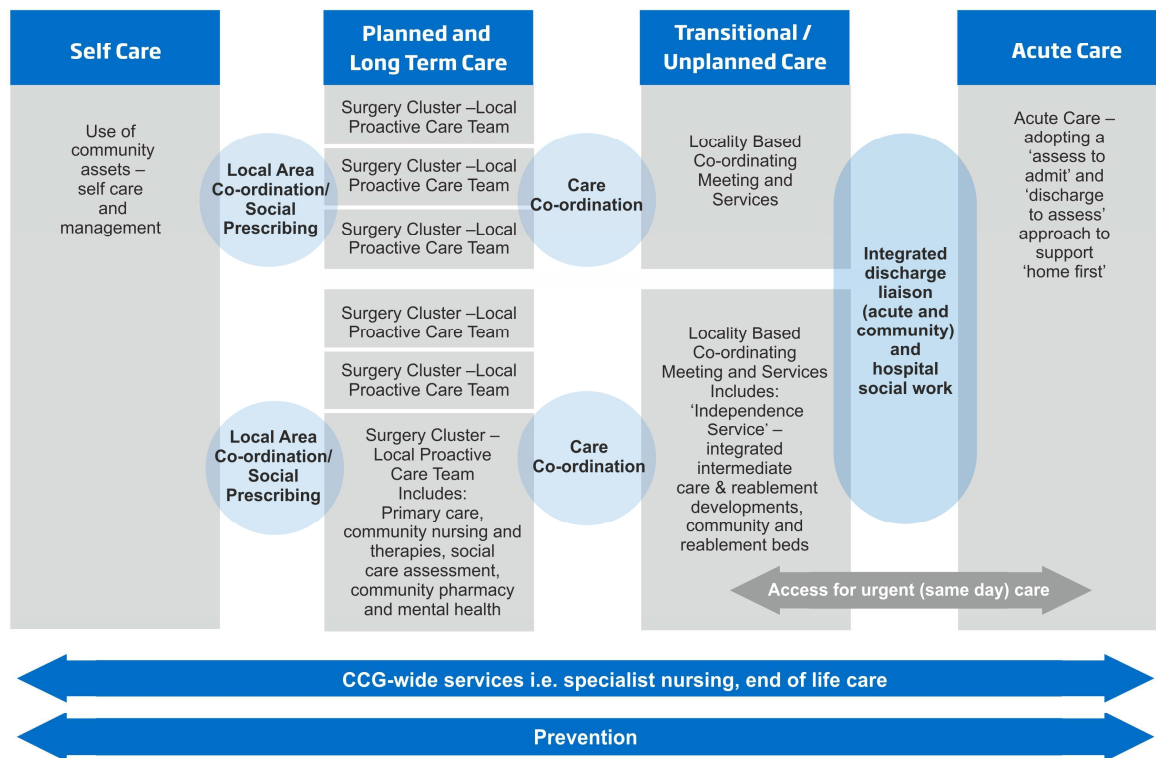 Self Care
Planned and
Long Term Care
Transitional /
Unplanned Care
Acute Care
Use of
community
assets –
self care
and
management
Local Area
Co-ordination/
Social
Prescribing
Local Area
Co-ordination/
Social
Prescribing
Surgery Cluster –Local
Proactive Care Team
Surgery Cluster –Local
Proactive Care Team
Surgery Cluster –Local
Proactive Care Team
Surgery Cluster –Local
Proactive Care Team
Surgery Cluster –Local
Proactive Care Team
Surgery Cluster –
Local Proactive
Care Team
Includes:
Primary care,
community nursing and
therapies, social
care assessment,
community pharmacy
and mental health
Care
Co-ordination
Care
Co-ordination
Locality Based
Co-ordinating
Meeting and
Services
Locality Based
Co-ordinating
Meeting and Services
Includes:
‘Independence
Service’ –
integrated
intermediate
care & reablement
developments,
community and
reablement beds
Integrated
discharge
liaison
(acute and
community)
and
hospital
social work
Acute Care –
adopting a
‘assess to
admit’ and
‘discharge
to assess’
approach to
support
‘home first’
Access for urgent (same day) care
CCG-wide services i.e. specialist nursing, end of life care
Prevention